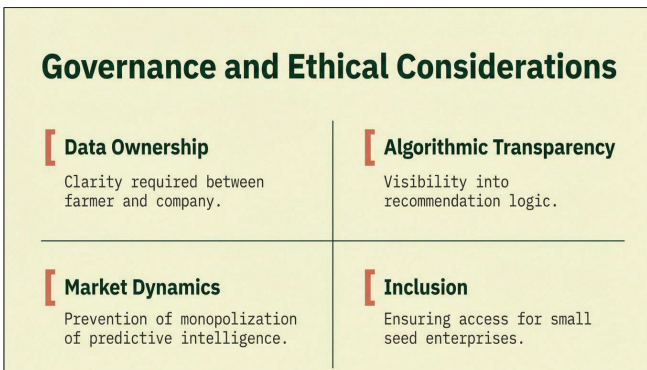 Governance and Ethical Considerations
Data Ownership
Clarity required between
farmer and company.
Algorithmic Transparency
Visibility into
recommendation logic.
Market Dynamics
Prevention of monopolization
of predictive intelligence.
Inclusion
Ensuring access for small
seed enterprises.